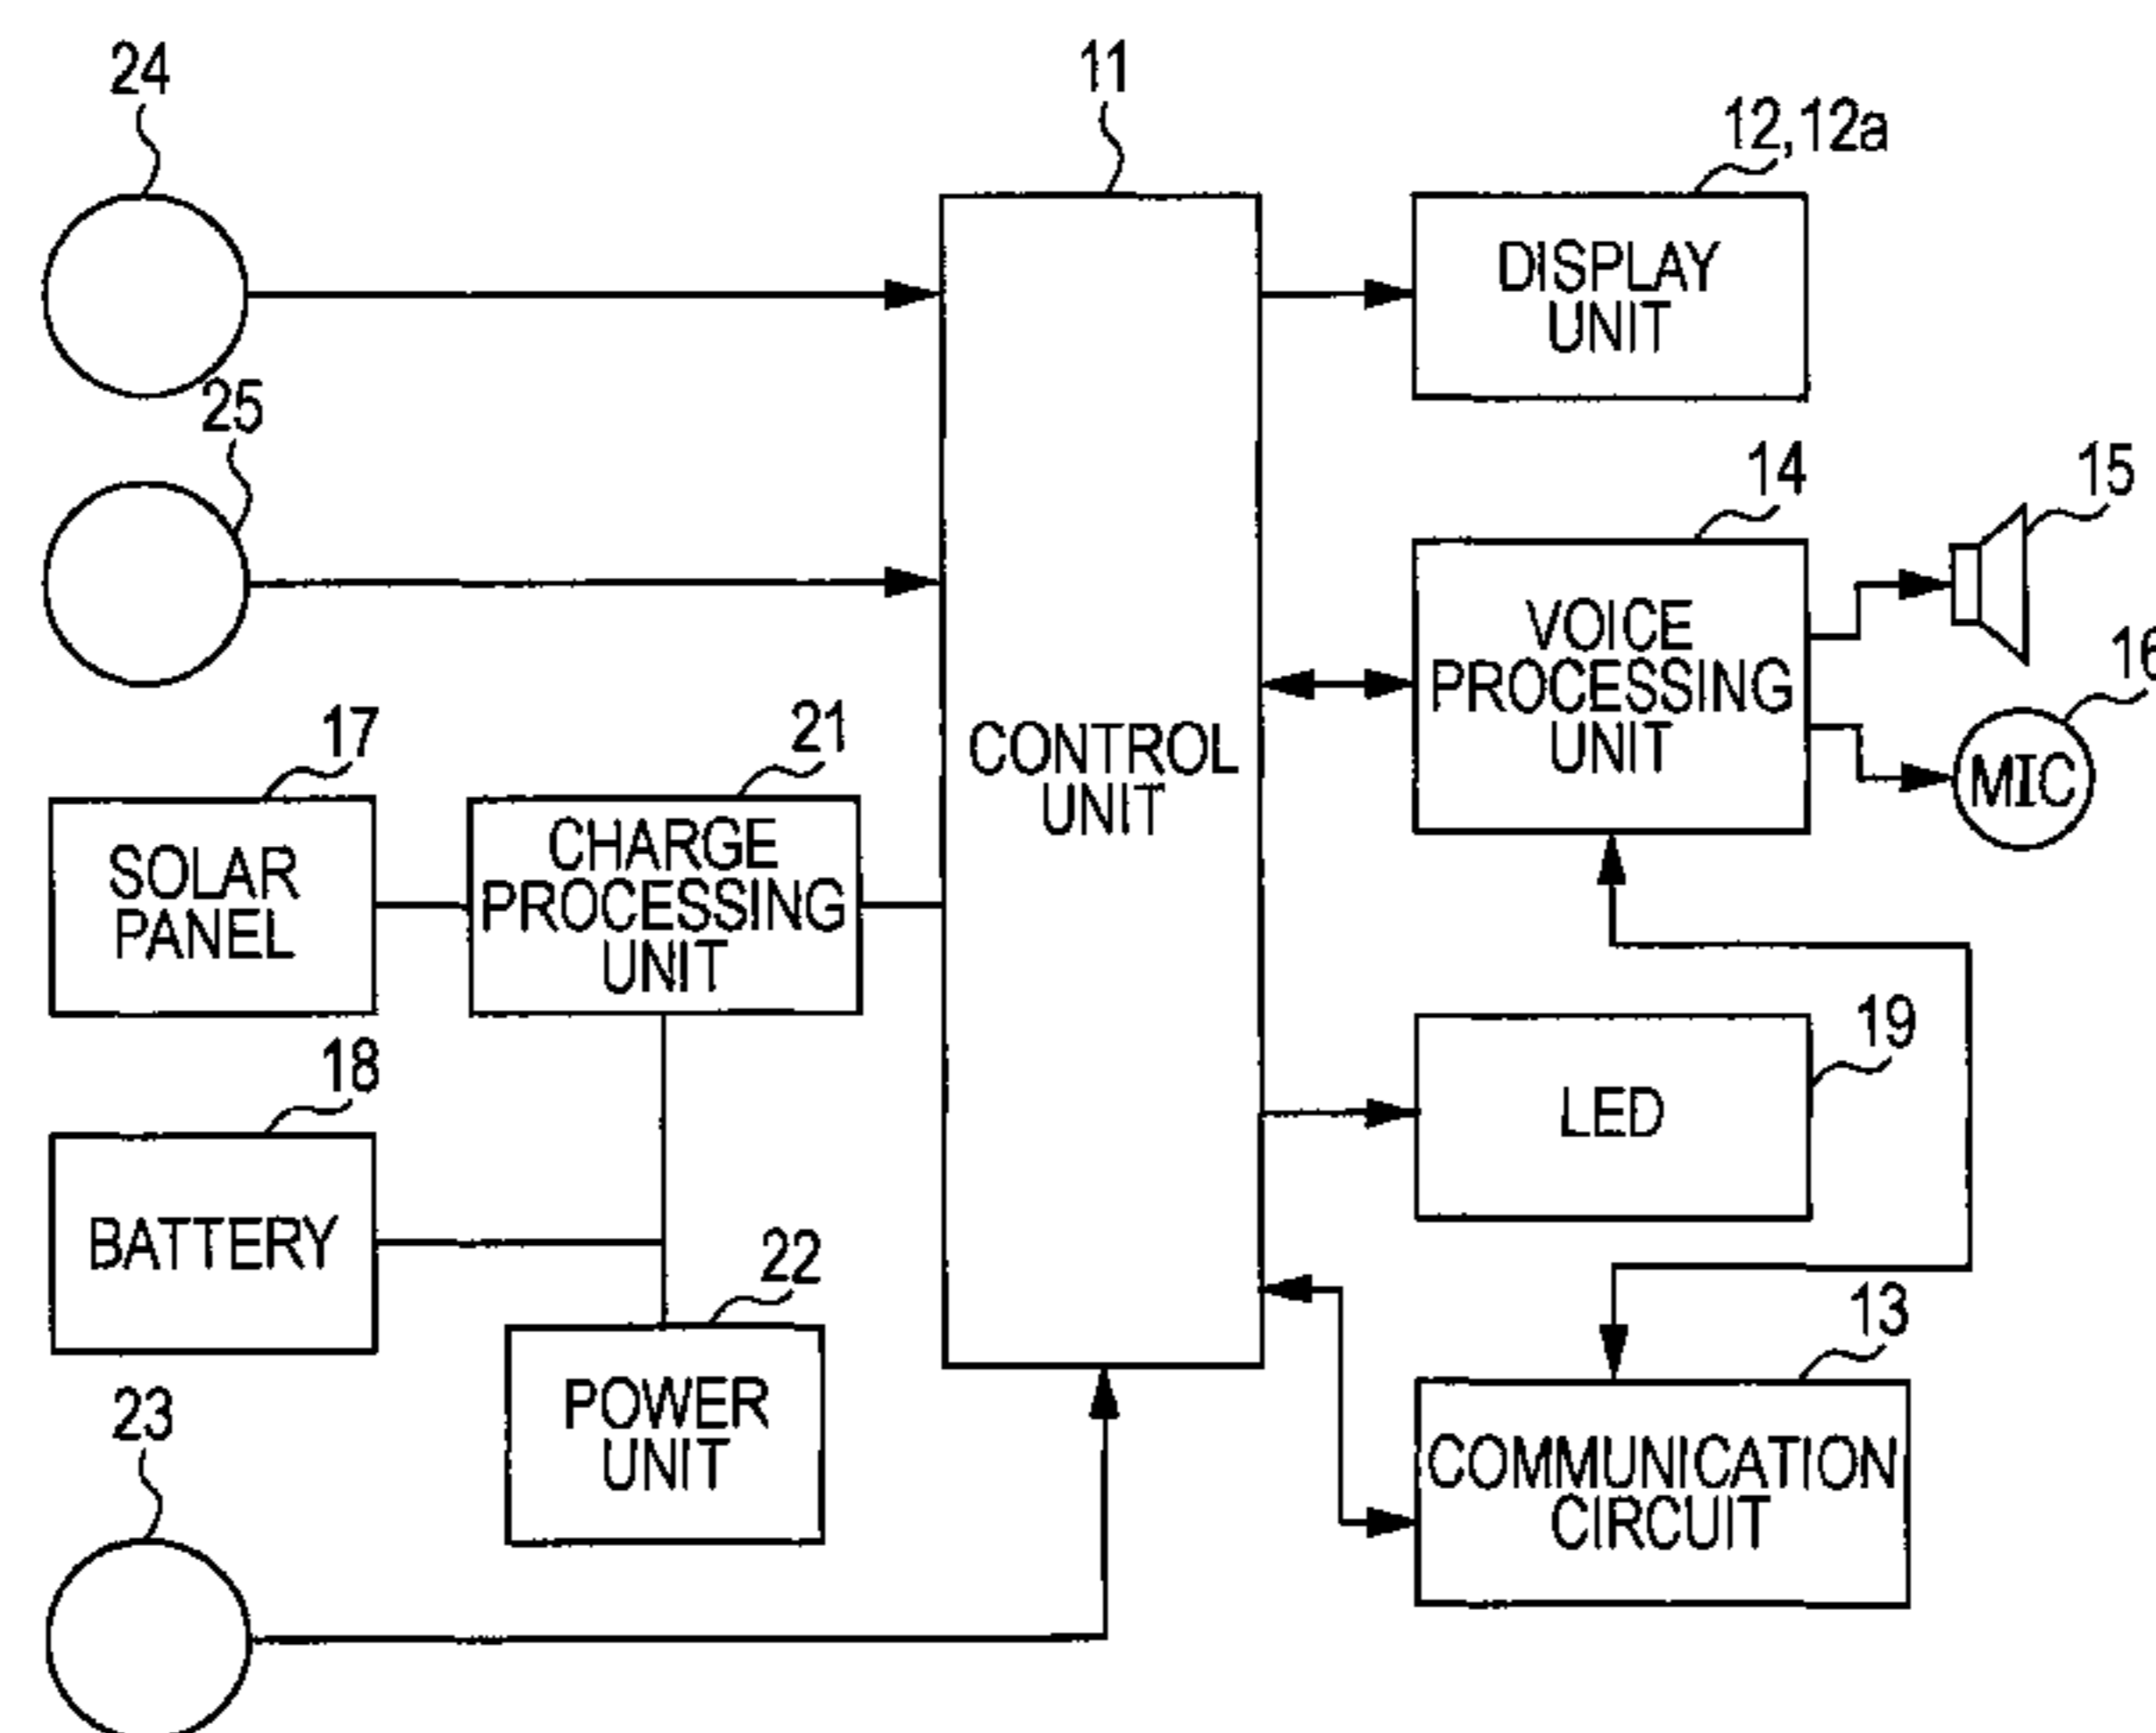 24
11
12,12a
DISPLAY
UNIT
25
14
15
VOICE
PROCESSING
UNIT
16
MIC
17
21
CONTROL
UNIT
SOLAR
PANEL
CHARGE
PROCESSING
UNIT
18
19
LED
BATTERY
22
13
POWER
UNIT
23
COMMUNICATION
CIRCUIT